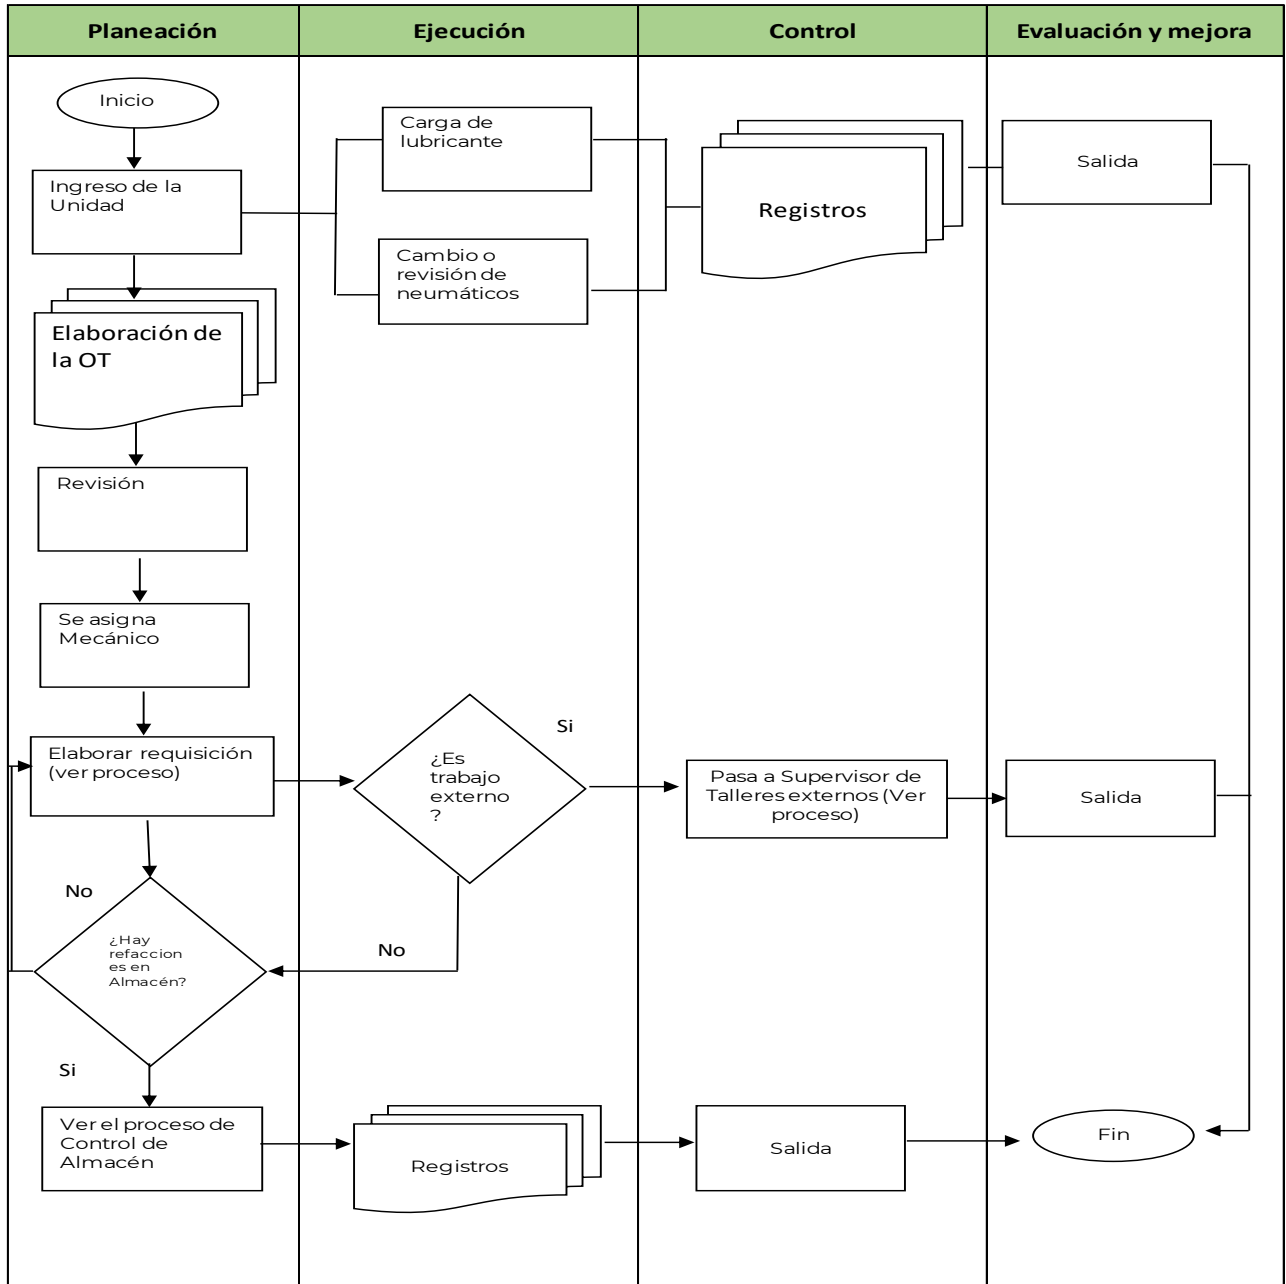 Planeación
Ejecución
Control
Evaluación y mejora
Inicio
Ingreso de la
Unidad
Carga de
lubricante
Cambio o
revisión de
neumáticos
Registros
Salida
Elaboración de
la OT
Revisión
Se asigna
Mecánico
Elaborar requisición
(ver proceso)
¿Es
trabajo
externo
?
Si
Pasa a Supervisor de
Talleres externos (Ver
proceso)
Salida
No
No
¿Hay
refaccion
es en
Almacén?
Si
Ver el proceso de
Control de
Almacén
Registros
Salida
Fin